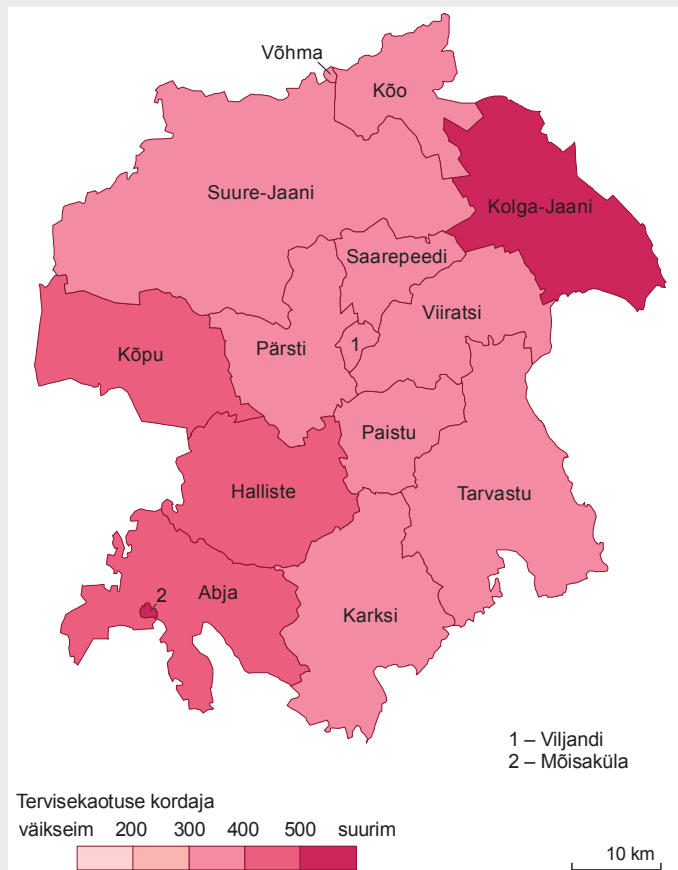 Võhma
Kõo
Suure-Jaani
Kolga-Jaani
Saarepeedi
Viiratsi
Kõpu
Pärsti
1
Paistu
Halliste
Tarvastu
2
Abja
Karksi
1 – Viljandi
2 – Mõisaküla
Tervisekaotuse kordaja
väikseim 200 300 400 500 suurim
10 km